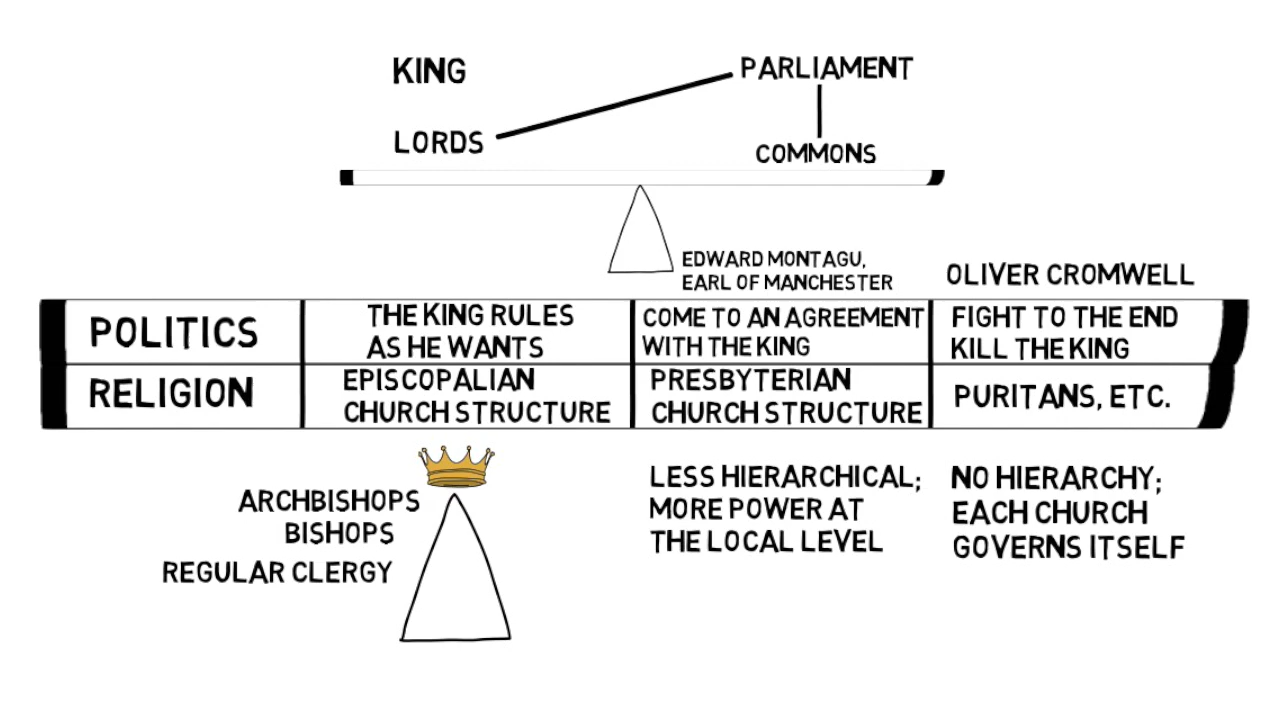 KING
PARLIAMENT
LORDS
COMMONS
EDWARD MONTAGU,
EARL OF MANCHESTER
OLIVER CROMWELL
POLITICS
THE KING RULES
AS HE WANTS
COME TO AN AGREEMENT
WITH THE KING
FIGHT TO THE END
KILL THE KING
RELIGION
EPISCOPALIAN
CHURCH STRUCTURE
PRESBYTERIAN
CHURCH STRUCTURE
PURITANS, ETC.
ARCHBISHOPS
BISHOPS
REGULAR CLERGY
LESS HIERARCHICAL;
MORE POWER AT
THE LOCAL LEVEL
NO HIERARCHY;
EACH CHURCH
GOVERNS ITSELF